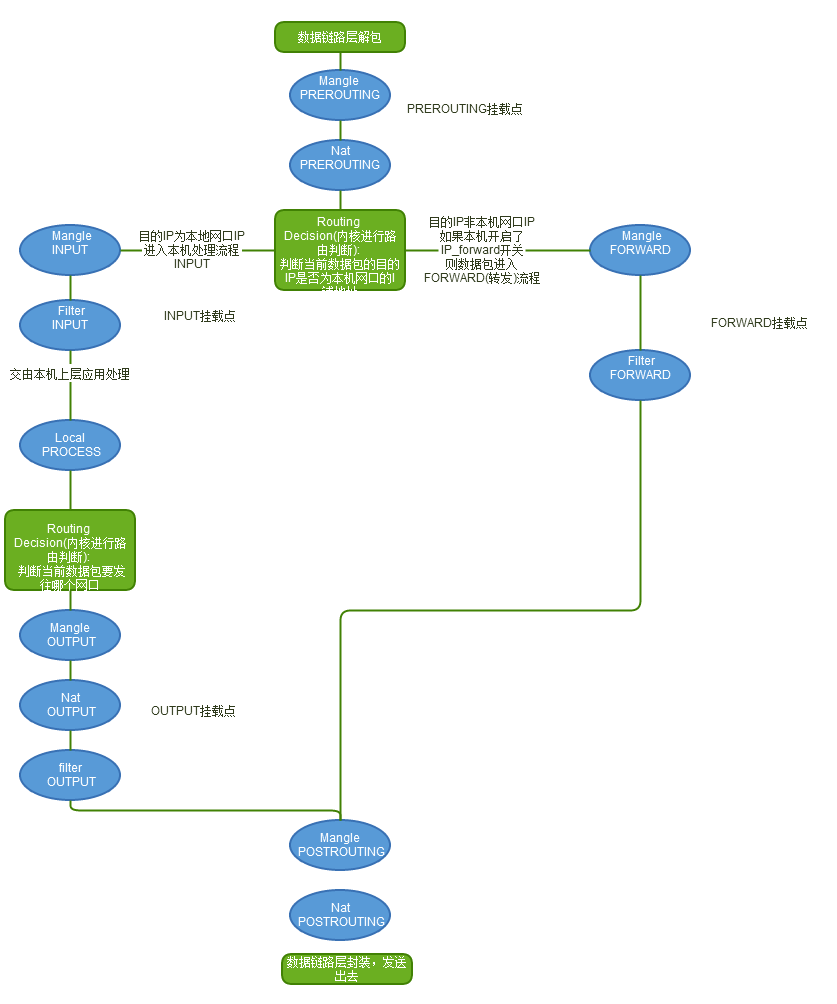 数据链路层解包
Mangle
PREROUTING
PREROUTING挂载点
Nat
PREROUTING
Routing
Decision(内核进行路
由判断):
判断当前数据包的目的
IP是否为本机网口的I
目的IP为本地网口IP
进入本机处理流程
INPUT
目的IP非本机网口IP
如果本机开启了
IP_forward开关
则数据包进入
FORWARD(转发)流程
Mangle
INPUT
Mangle
FORWARD
Filter
INPUT
INPUT挂载点
FORWARD挂载点
Filter
FORWARD
交由本机上层应用处理
Local
PROCESS
Routing
Decision(内核进行路
由判断):
判断当前数据包要发
往哪个网口
Mangle
OUTPUT
Nat
OUTPUT
OUTPUT挂载点
filter
OUTPUT
Mangle
POSTROUTING
Nat
POSTROUTING
数据链路层封装，发送
出去